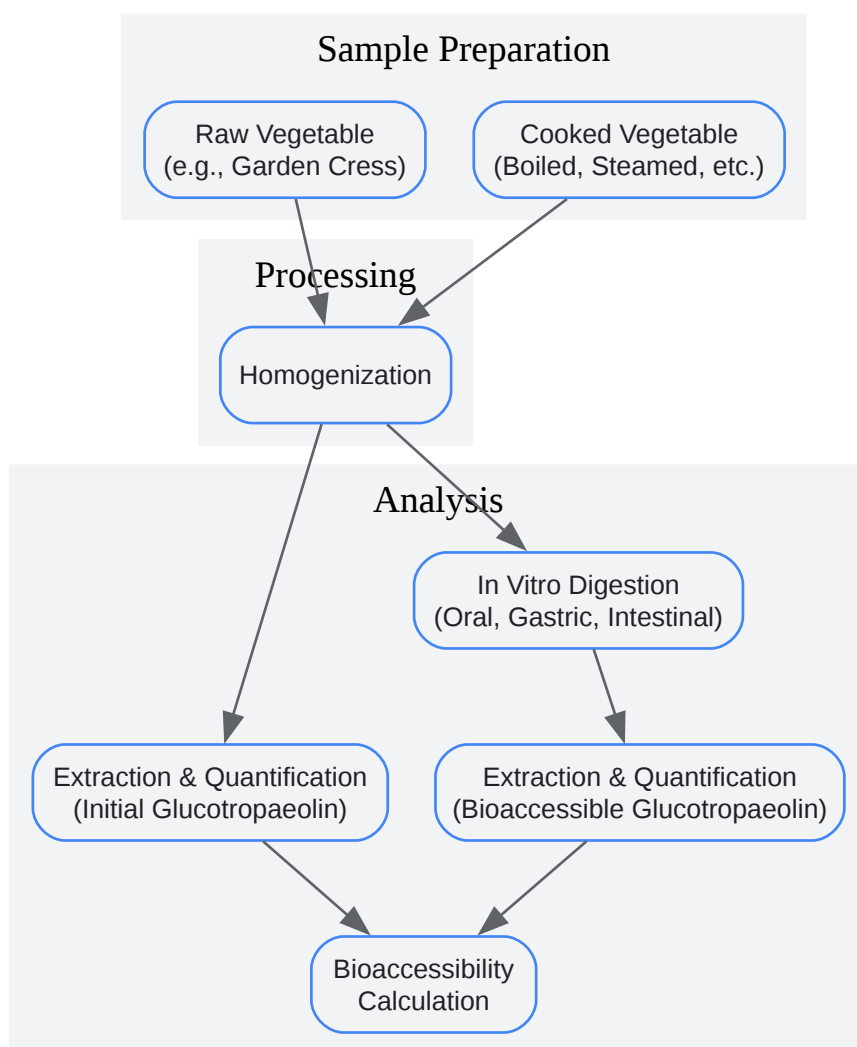 Sample Preparation
Raw Vegetable
(e.g., Garden Cress)
Cooked Vegetable
(Boiled, Steamed, etc.)
Processing
Homogenization
Analysis
In Vitro Digestion
(Oral, Gastric, Intestinal)
Extraction & Quantification
(Initial Glucotropaeolin)
Extraction & Quantification
(Bioaccessible Glucotropaeolin)
Bioaccessibility
Calculation